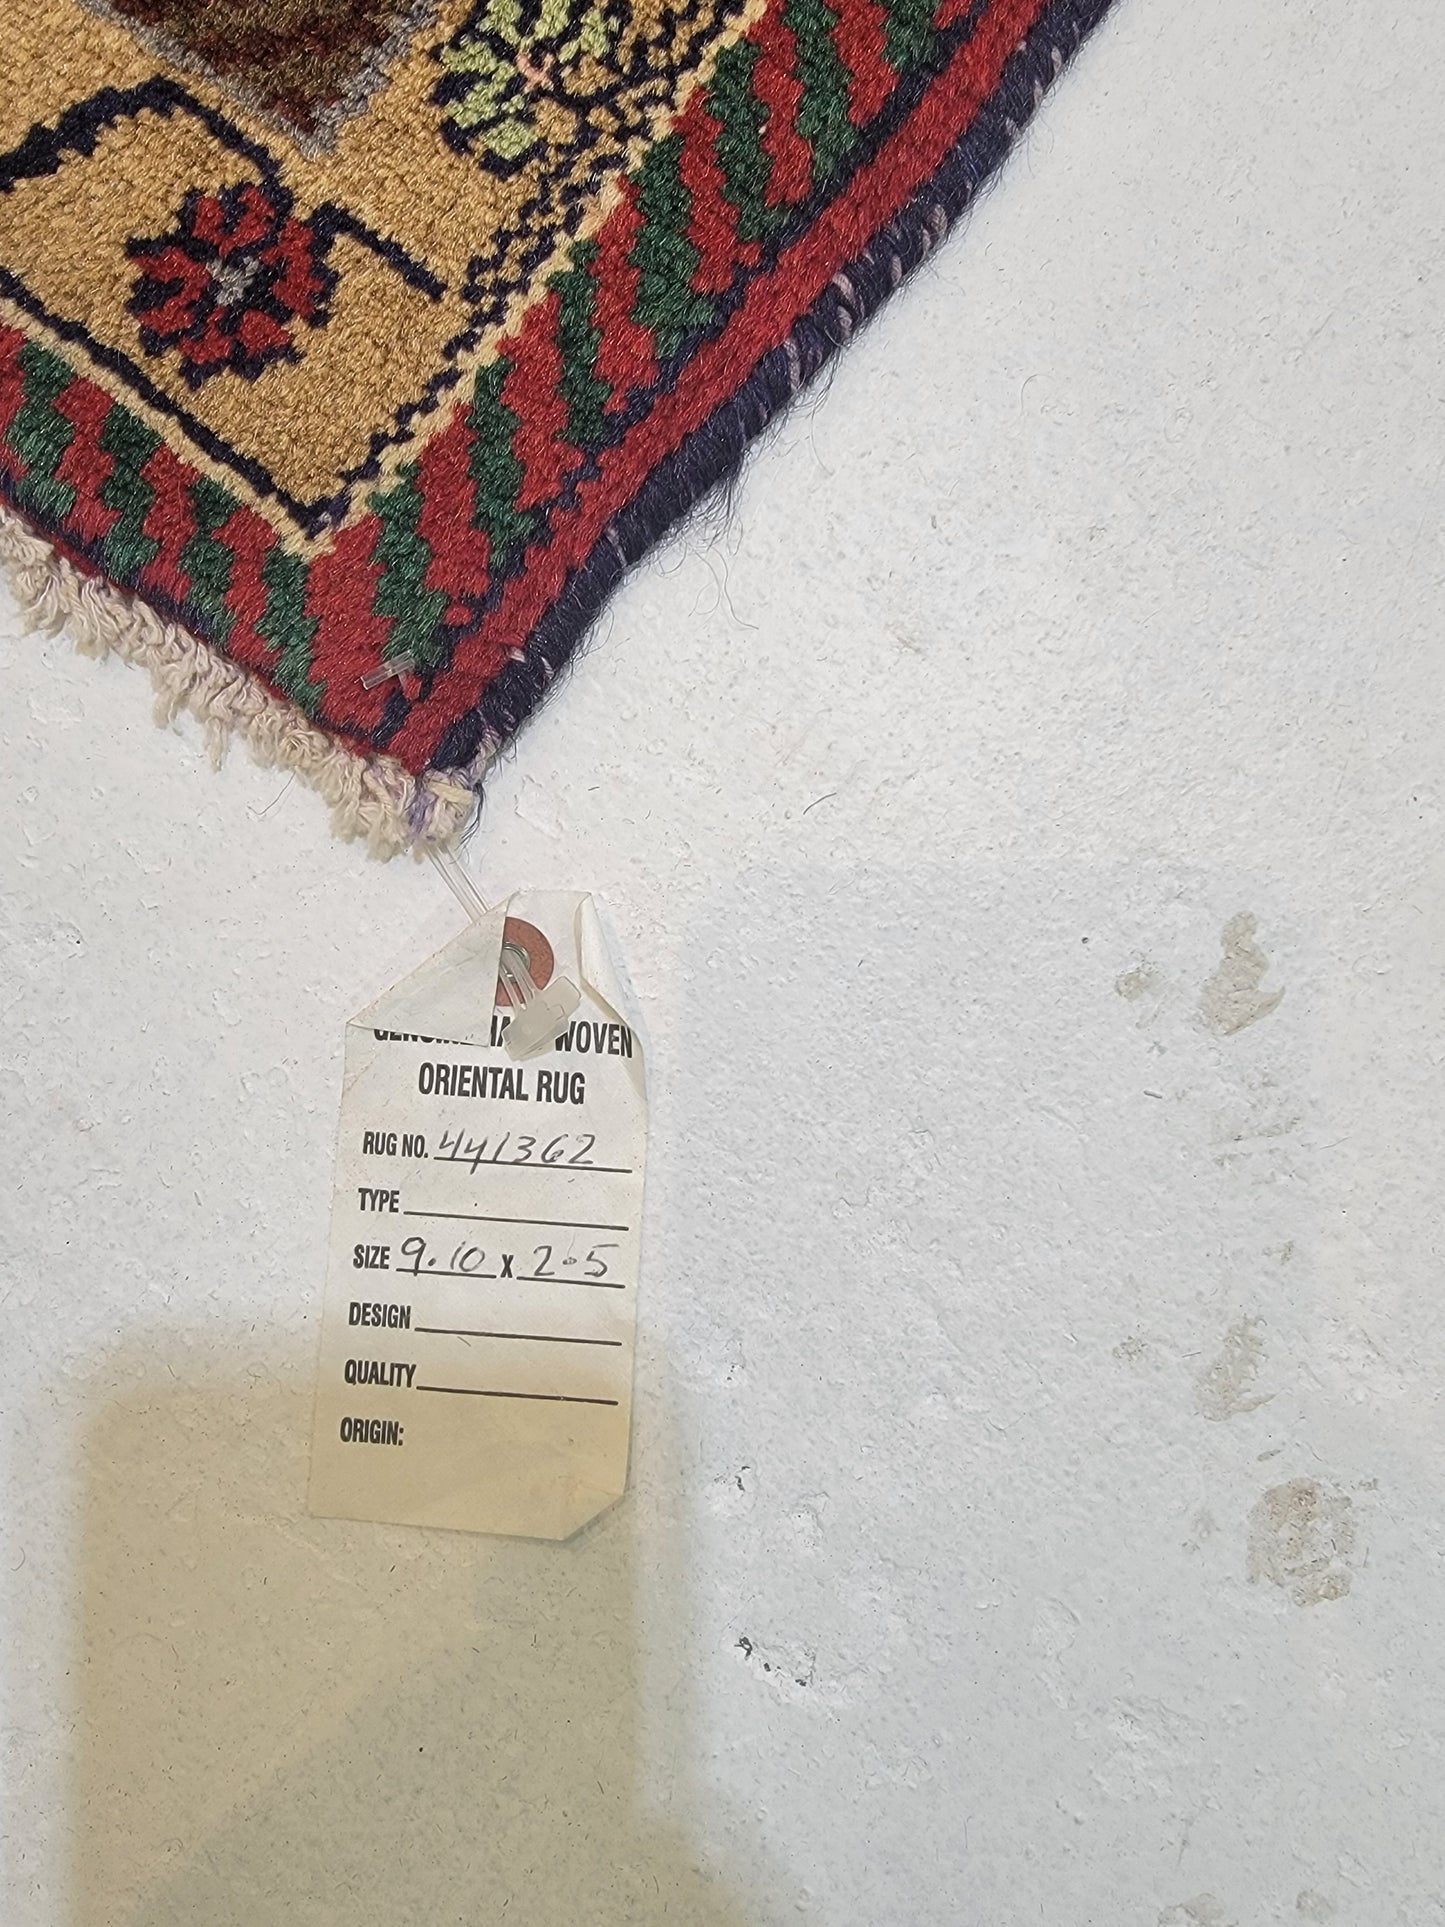 WOVEN
ORIENTAL RUG
RUG NO. 441362
TYPE
SIZE 9.10 X 2.5
DESIGN
QUALITY
ORIGIN: